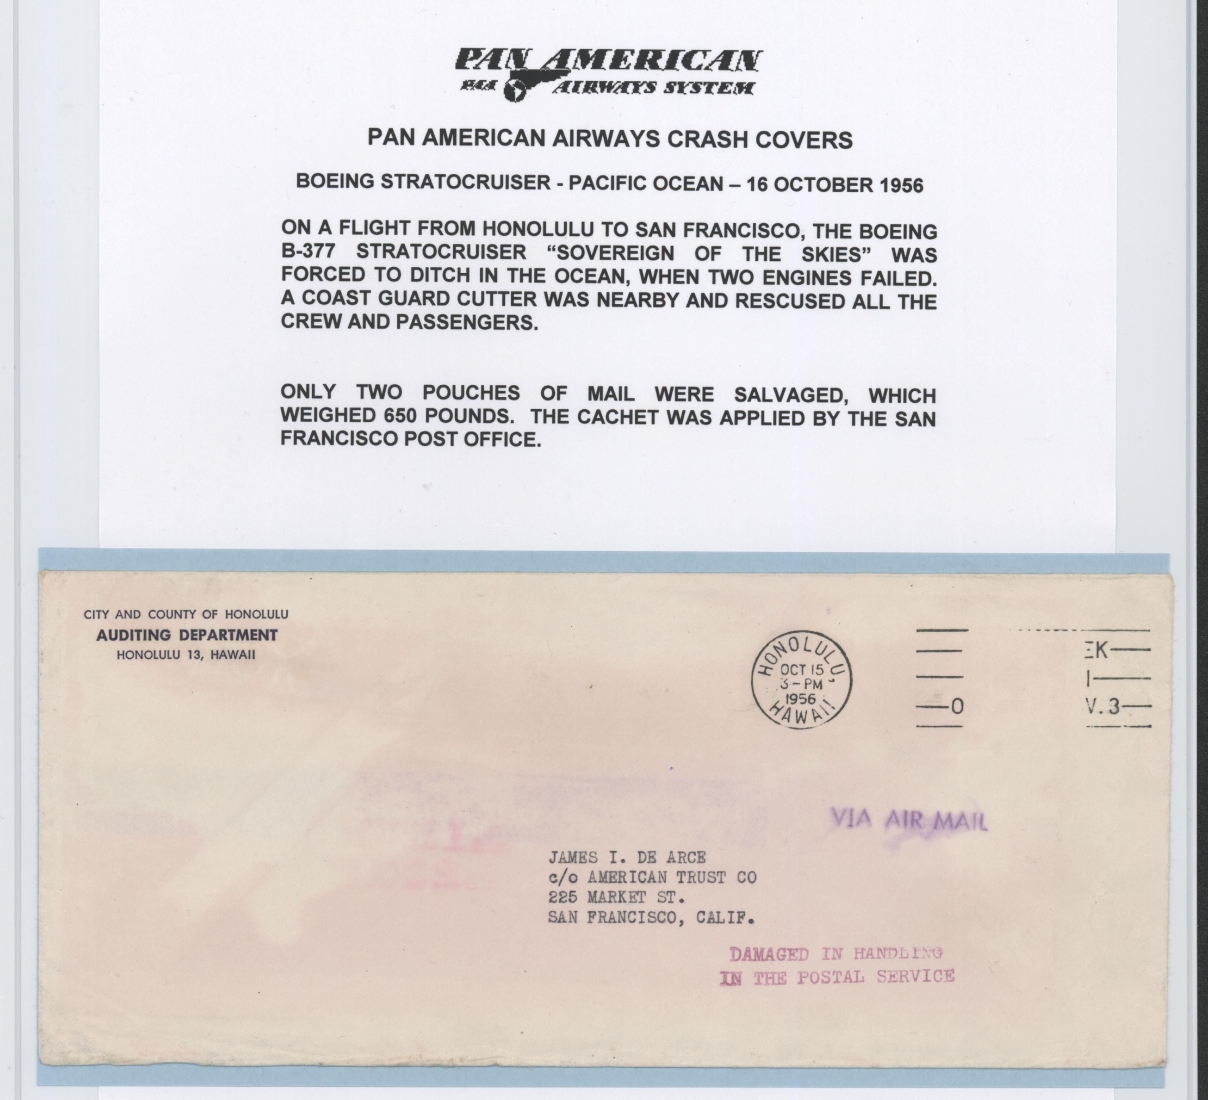 PAN AMERICAN
PAA AIRWAYS SYSTEM
PAN AMERICAN AIRWAYS CRASH COVERS
BOEING STRATOCRUISER - PACIFIC OCEAN – 16 OCTOBER 1956
ON A FLIGHT FROM HONOLULU TO SAN FRANCISCO, THE BOEING
B-377 STRATOCRUISER “SOVEREIGN OF THE SKIES” WAS
FORCED TO DITCH IN THE OCEAN, WHEN TWO ENGINES FAILED.
A COAST GUARD CUTTER WAS NEARBY AND RESCUSED ALL THE
CREW AND PASSENGERS.
ONLY TWO POUCHES OF MAIL WERE SALVAGED, WHICH
WEIGHED 650 POUNDS. THE CACHET WAS APPLIED BY THE SAN
FRANCISCO POST OFFICE.
CITY AND COUNTY OF HONOLULU
AUDITING DEPARTMENT
HONOLULU 13, HAWAII
HONOLULU
OCT 15
3-PM
1956
HAWAII
EK
I
O V.3
VIA AIR MAIL
JAMES I. DE ARCE
c/o AMERICAN TRUST CO
225 MARKET ST.
SAN FRANCISCO, CALIF.
DAMAGED IN HANDLING
IN THE POSTAL SERVICE